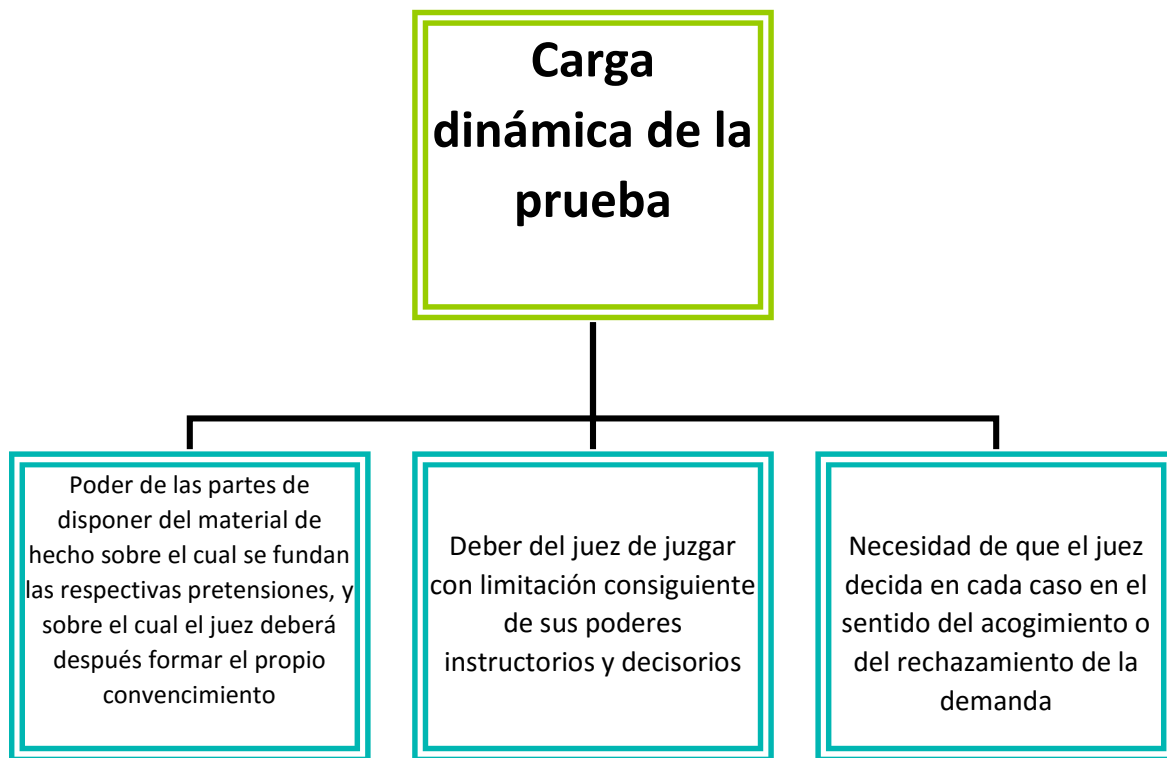 Carga
dinámica de la
prueba
Poder de las partes de
disponer del material de
hecho sobre el cual se fundan
las respectivas pretensiones, y
sobre el cual el juez deberá
después formar el propio
convencimiento
Deber del juez de juzgar
con limitación consiguiente
de sus poderes
instructorios y decisorios
Necesidad de que el juez
decida en cada caso en el
sentido del acogimiento o
del rechazamiento de la
demanda